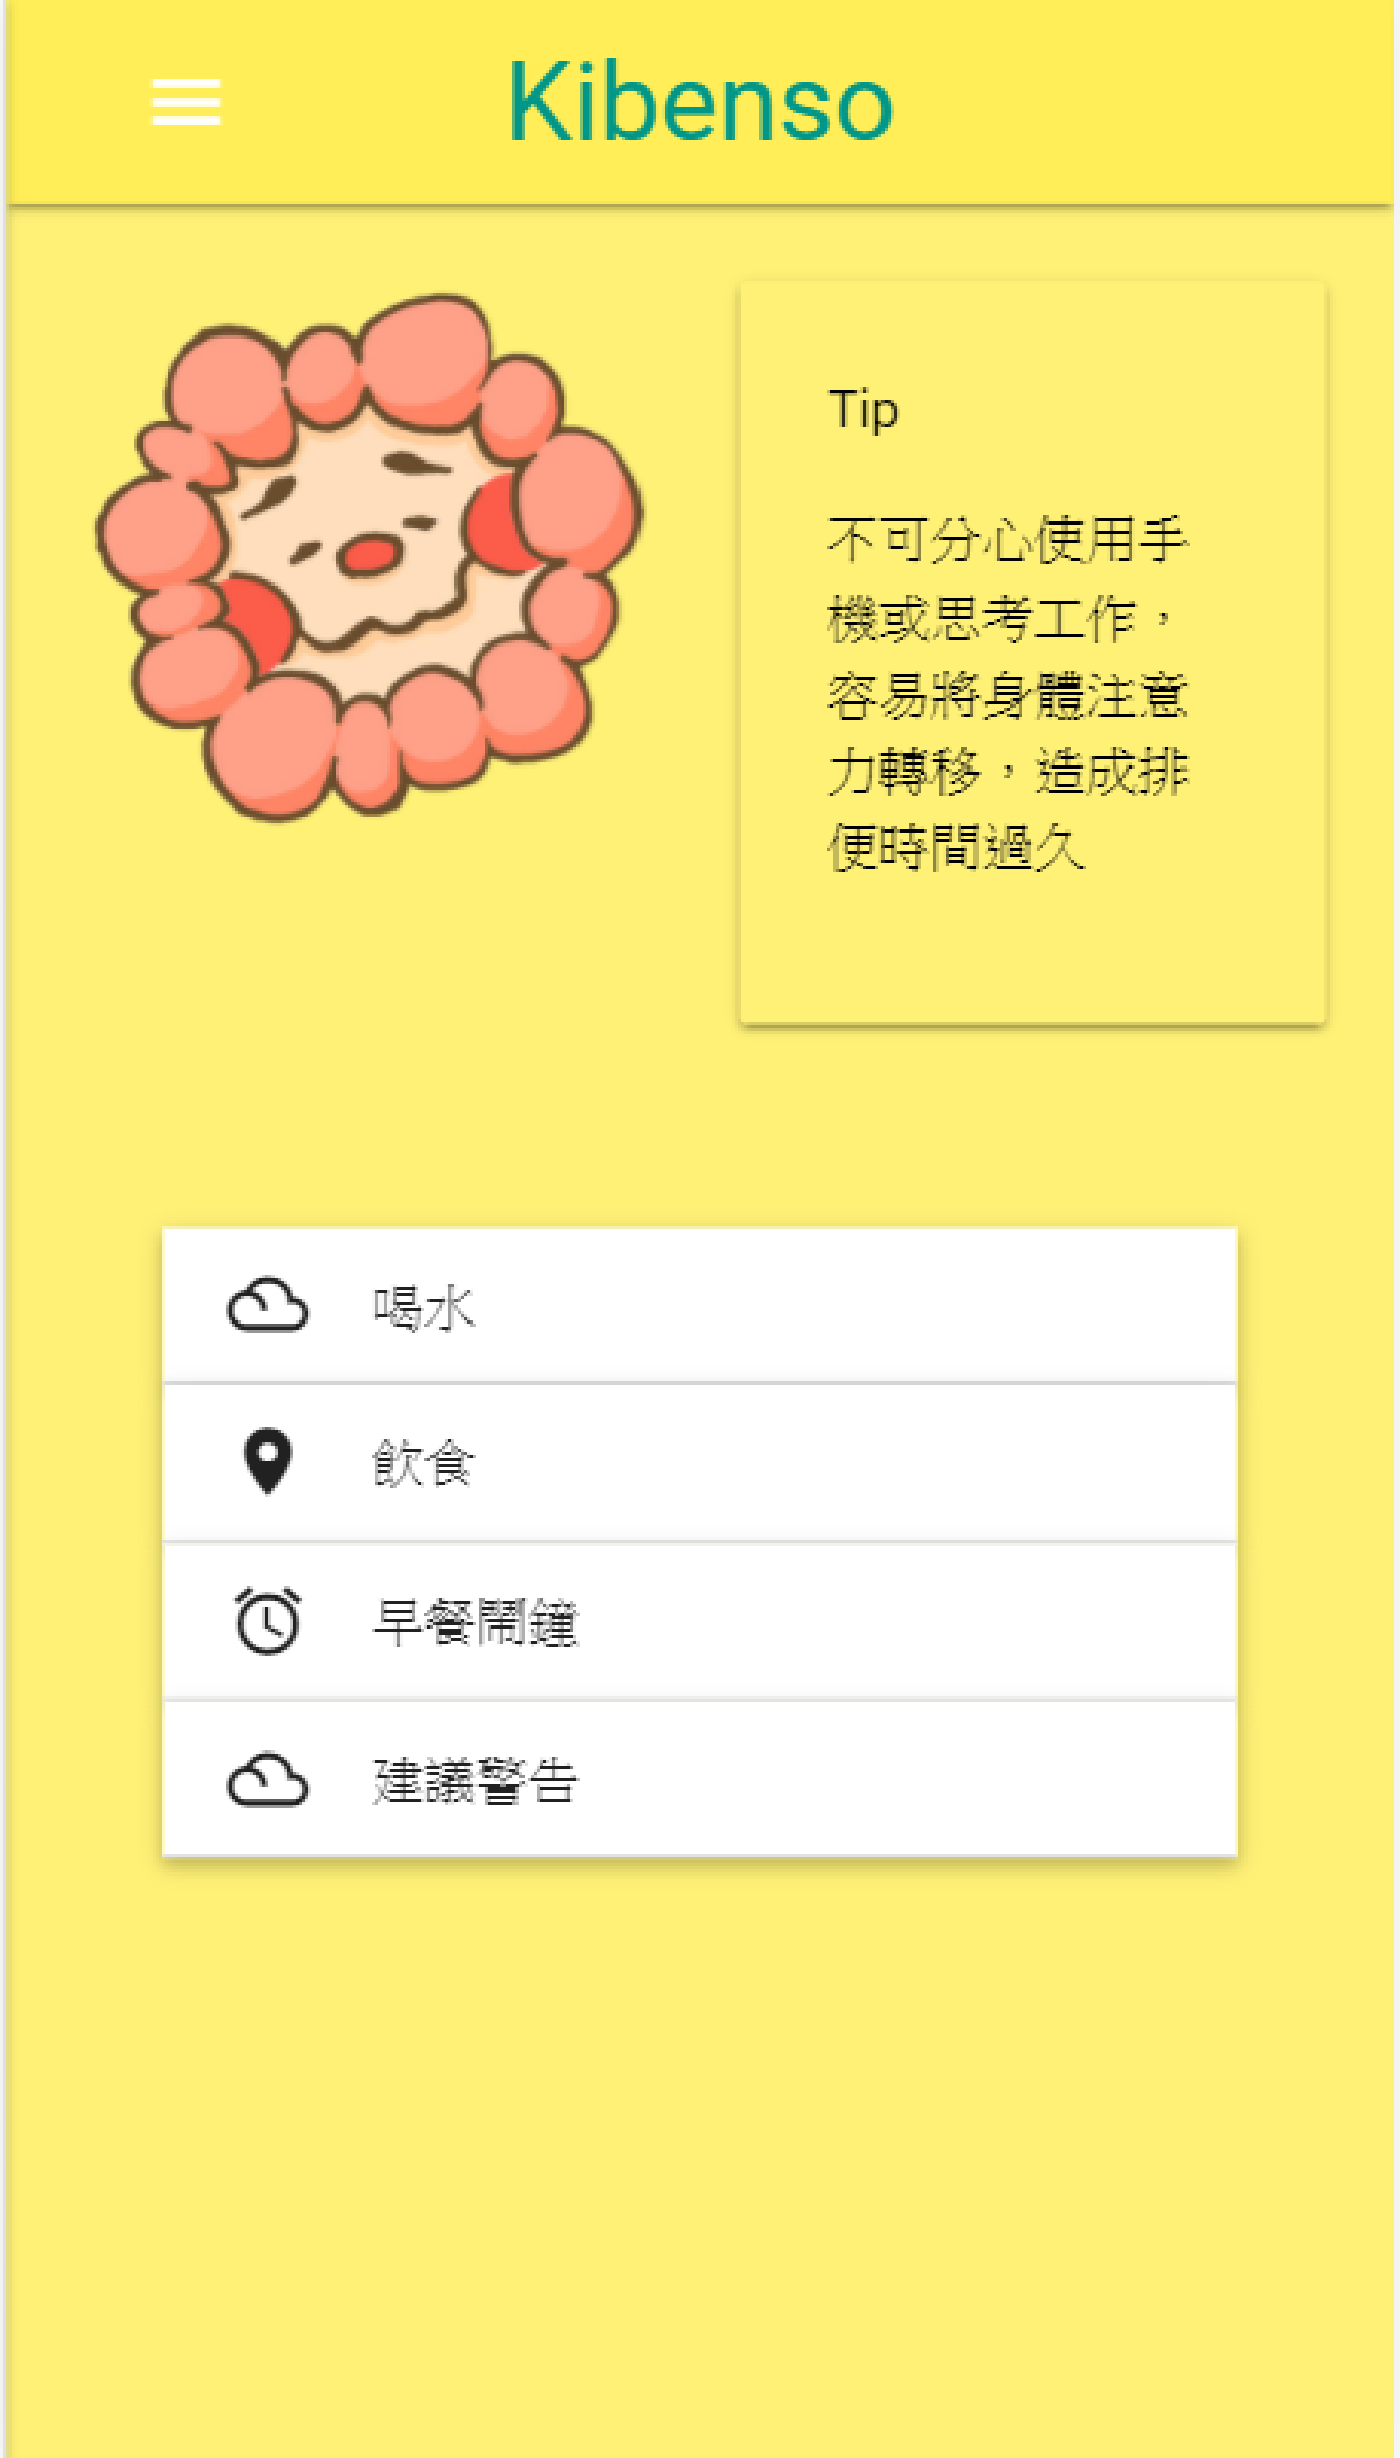 Kibenso
Tip
不可分心使用手
機或思考工作，
容易將身體注意
力轉移，造成排
便時間過久
喝水
飲食
早餐鬧鐘
建議警告